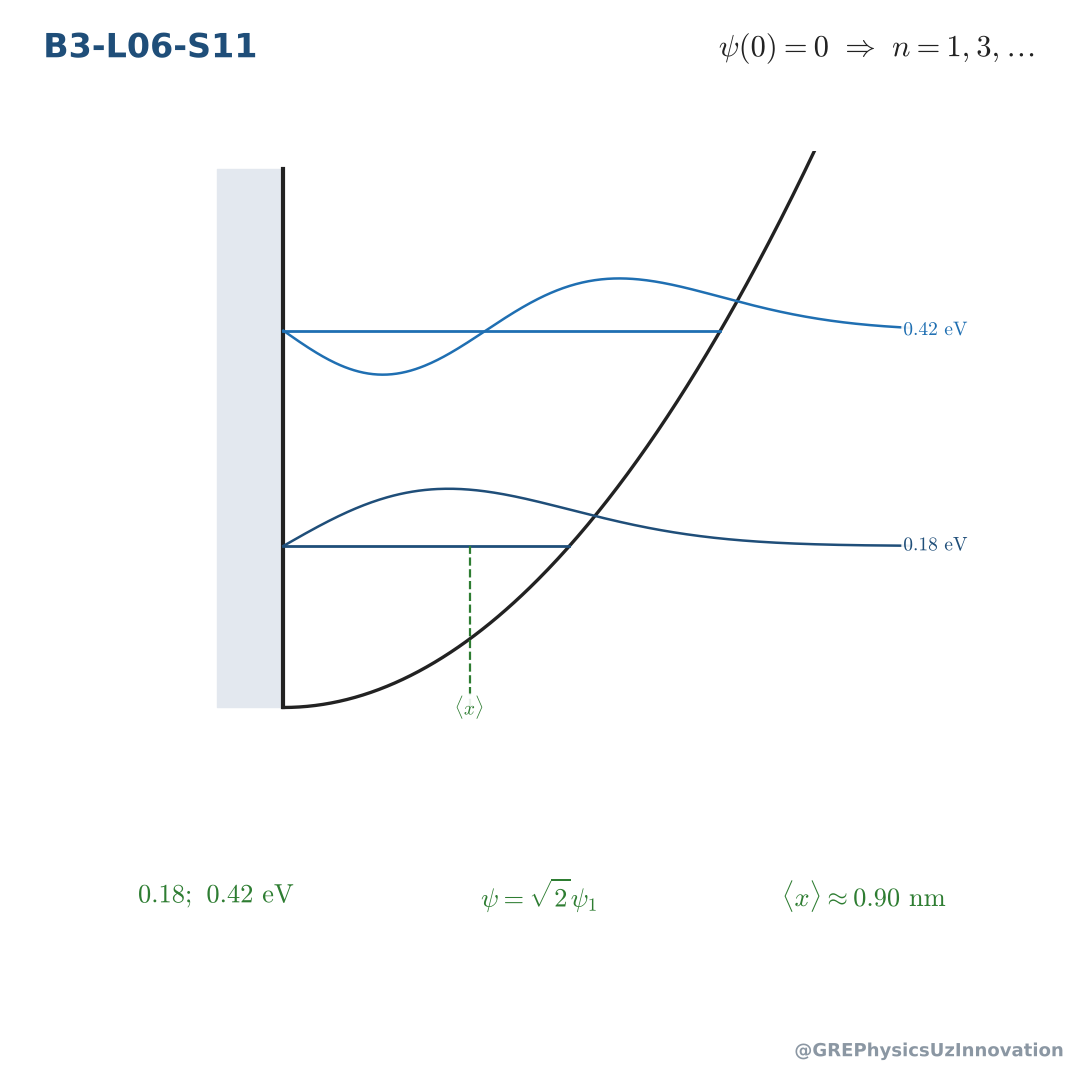 B3-L06-S11
ψ(0) = 0 ⇒ n = 1, 3, …
0.42 eV
0.18 eV
⟨x⟩
0.18; 0.42 eV
ψ = √2 ψ₁
⟨x⟩ ≈ 0.90 nm
@GREPhysicsUzInnovation